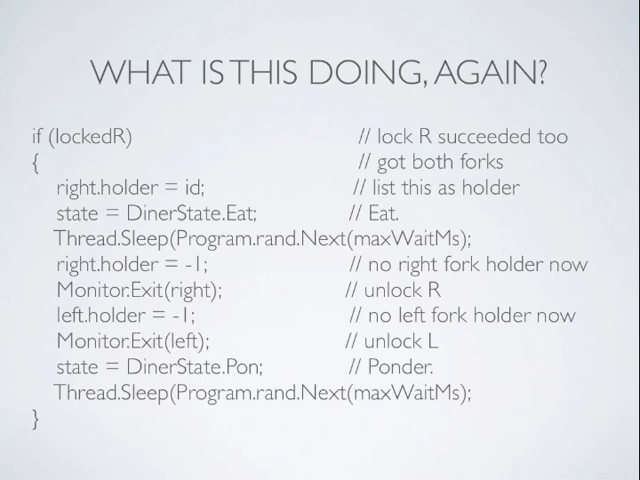 WHAT IS THIS DOING, AGAIN?
if (lockedR) // lock R succeeded too
{ // got both forks
right.holder = id; // list this as holder
state = DinerState.Eat; // Eat.
Thread.Sleep(Program.rand.Next(maxWaitMs);
right.holder = -1; // no right fork holder now
Monitor.Exit(right); // unlock R
left.holder = -1; // no left fork holder now
Monitor.Exit(left); // unlock L
state = DinerState.Pon; // Ponder.
Thread.Sleep(Program.rand.Next(maxWaitMs);
}